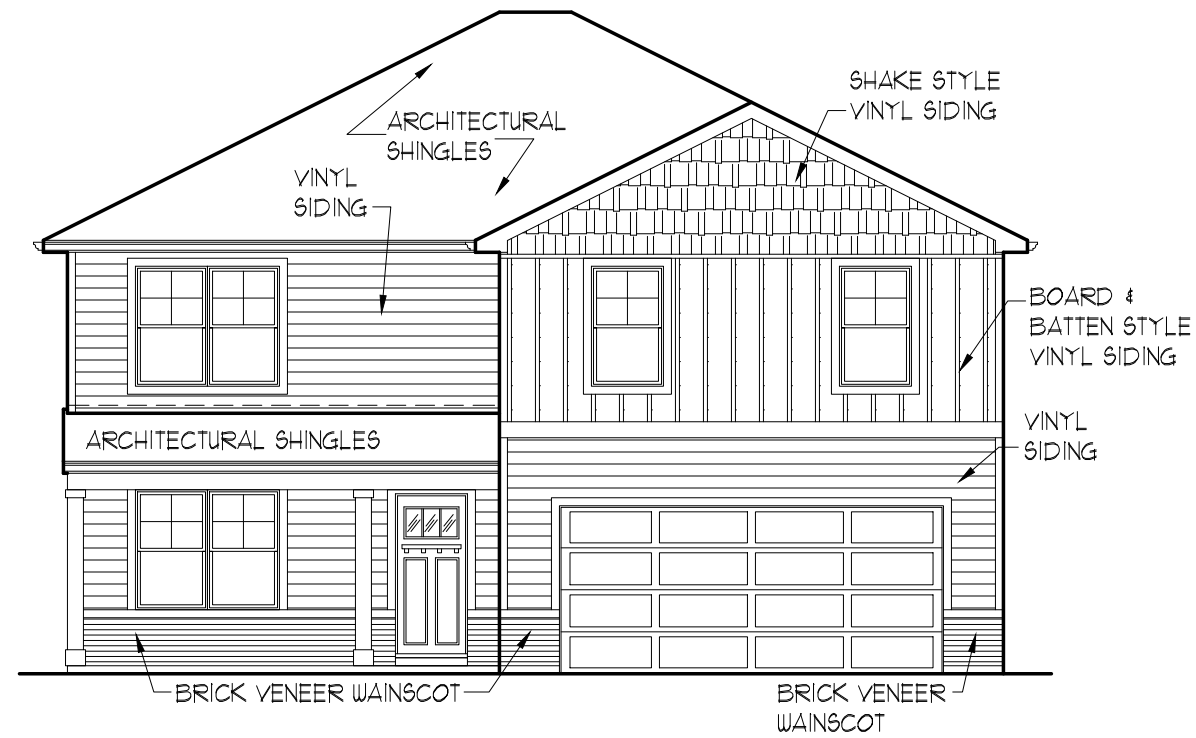 SHAKE STYLE
VINYL SIDING
ARCHITECTURAL
SHINGLES
VINYL
SIDING
BOARD &
BATTEN STYLE
VINYL SIDING
VINYL
SIDING
ARCHITECTURAL SHINGLES
BRICK VENEER WAINSCOT
BRICK VENEER
WAINSCOT